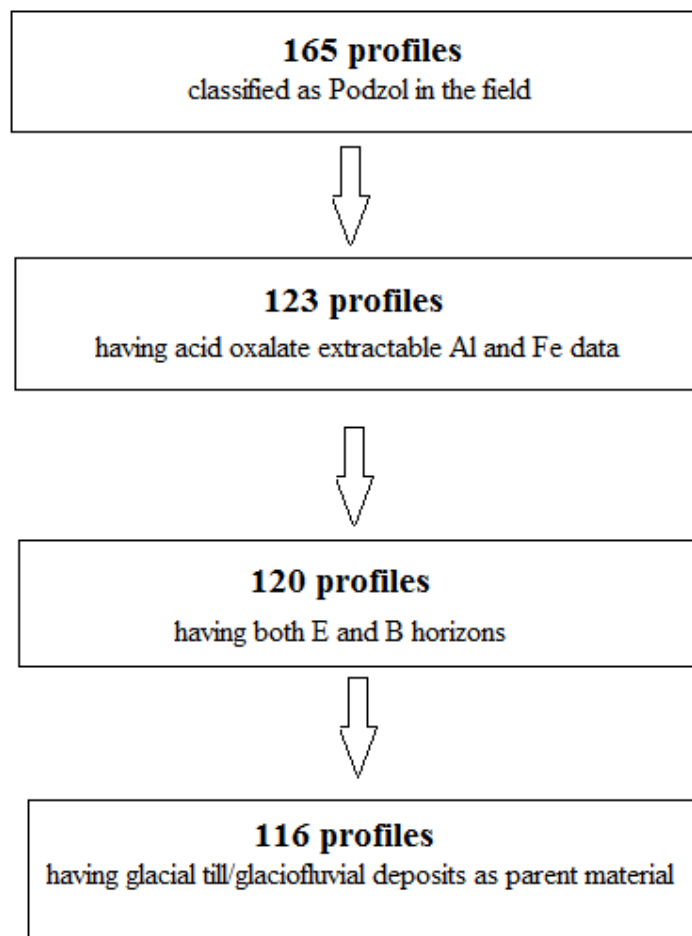 165 profiles
classified as Podzol in the field
123 profiles
having acid oxalate extractable Al and Fe data
120 profiles
having both E and B horizons
116 profiles
having glacial till/glaciofluvial deposits as parent material